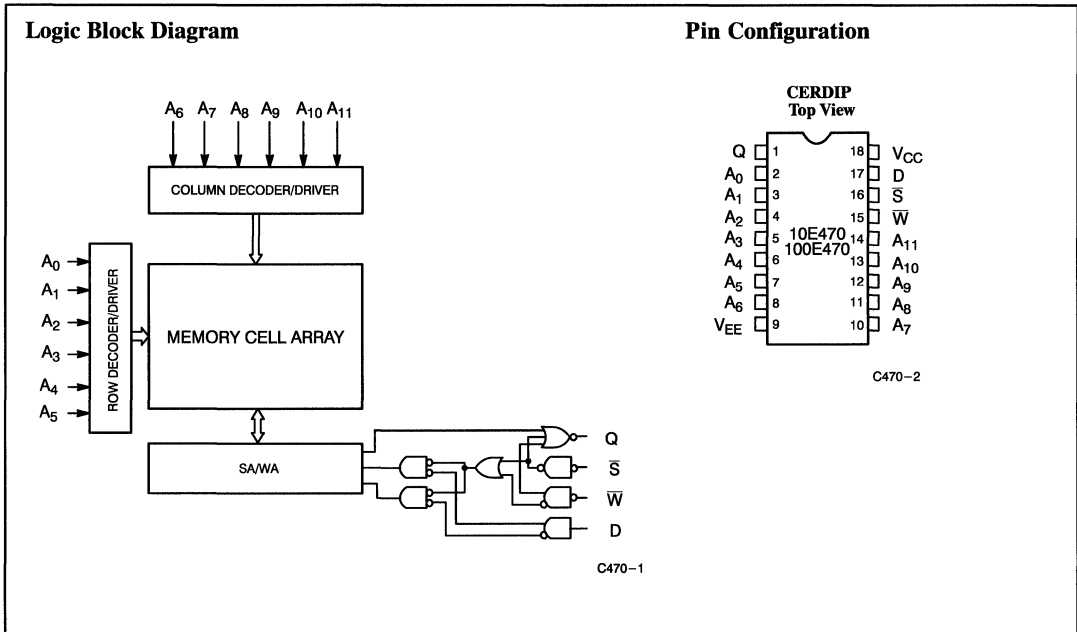 Logic Block Diagram
A6 A7 A8 A9 A10 A11
COLUMN DECODER/DRIVER
A0
A1
A2
A3
A4
A5
ROW DECODER/DRIVER
MEMORY CELL ARRAY
SA/WA
Q
S̅
W̅
D
C470-1
Pin Configuration
CERDIP
Top View
Q 1 18 VCC
A0 2 17 D
A1 3 16 S̅
A2 4 15 W̅
A3 5 14 A11
A4 6 13 A10
A5 7 12 A9
A6 8 11 A8
VEE 9 10 A7
10E470
100E470
C470-2